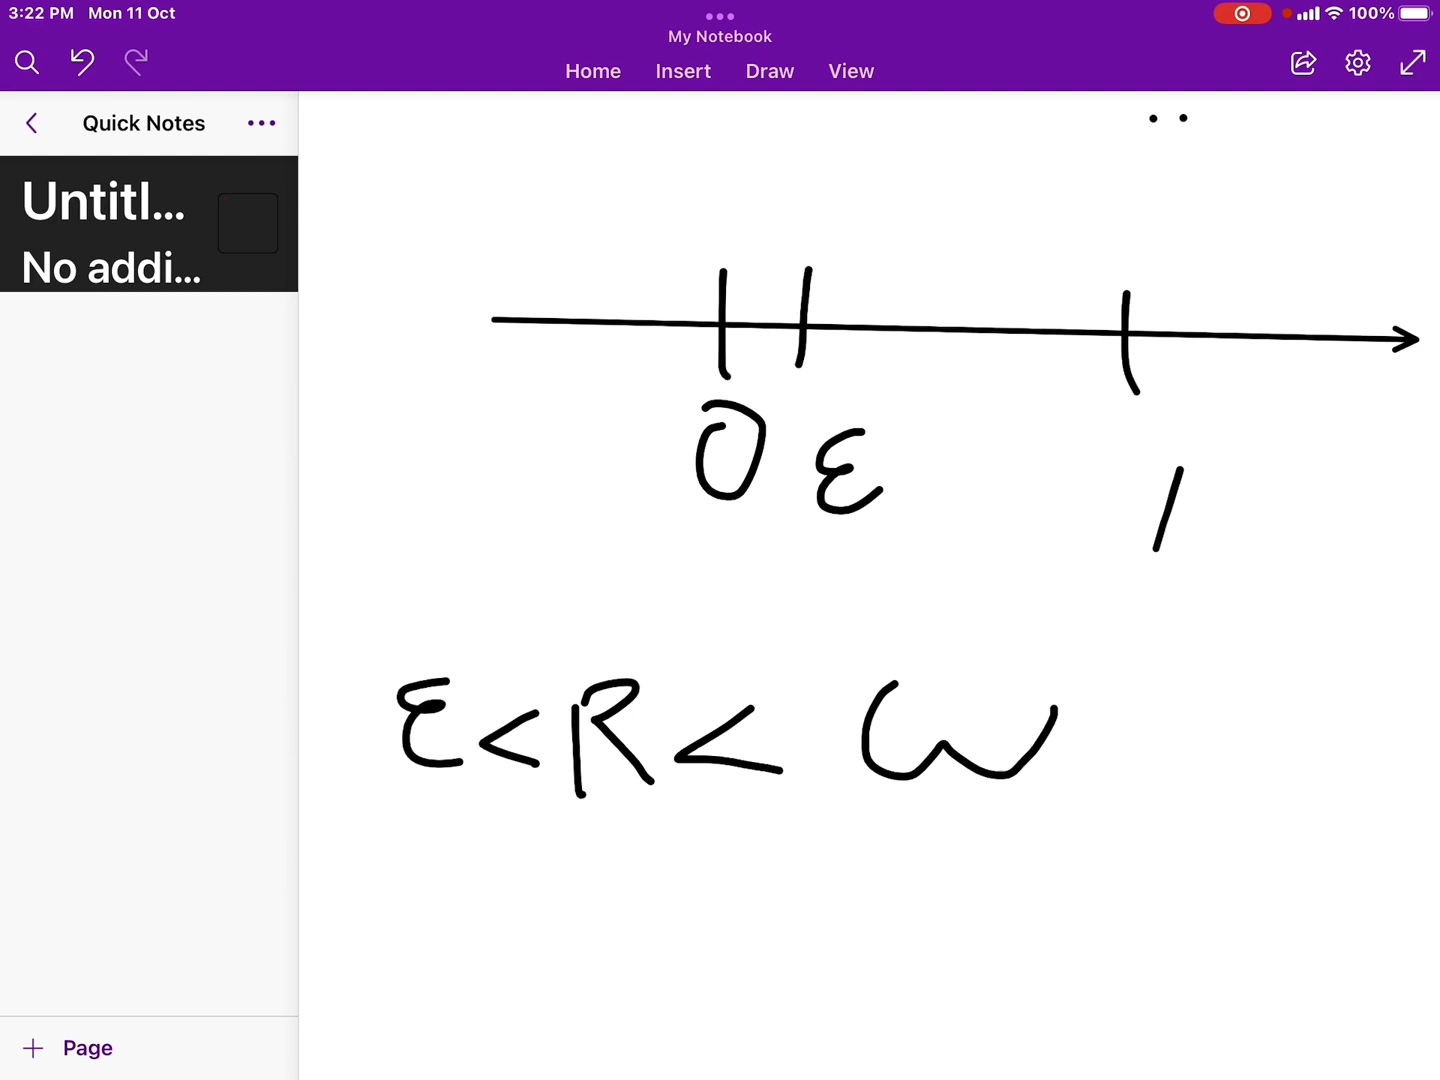 3:22 PM Mon 11 Oct
100%
My Notebook
Home Insert Draw View
Quick Notes
Untitl...
No addi...
0 ε 1
ε < R < ω
Page